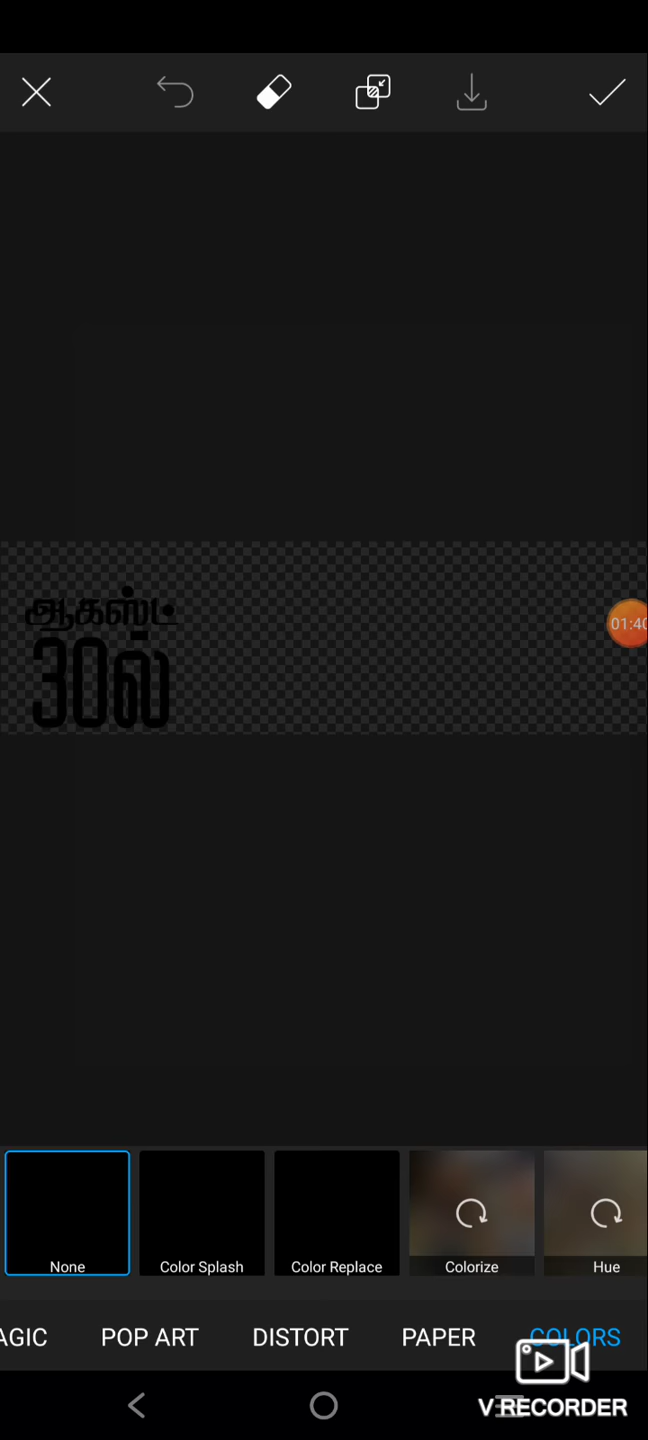 ஆகஸ்ட்
30ல்
01:40
None
Color Splash
Color Replace
Colorize
Hue
AGIC
POP ART
DISTORT
PAPER
COLORS
V RECORDER